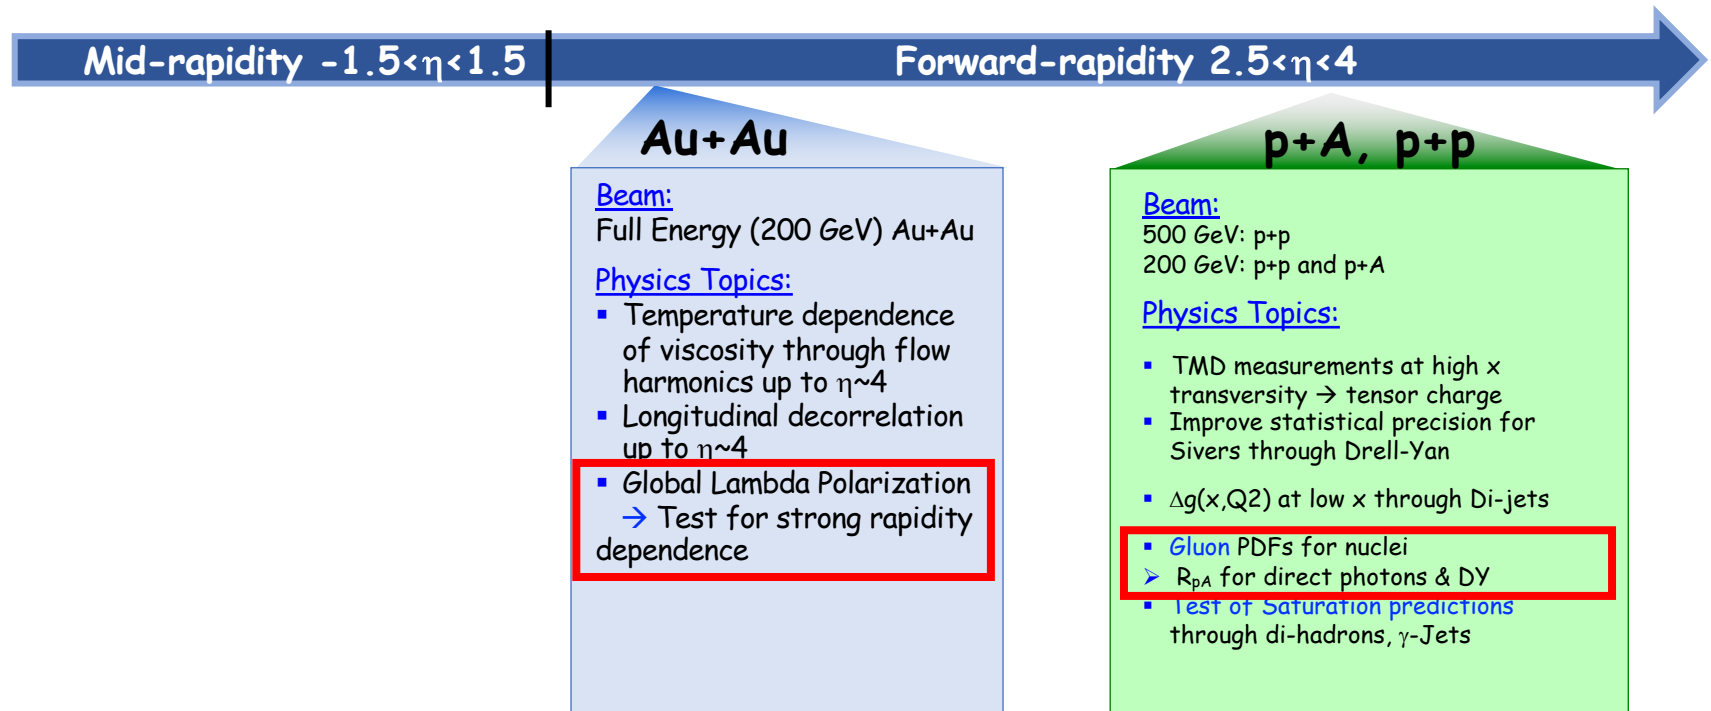 Mid-rapidity -1.5<η<1.5
Forward-rapidity 2.5<η<4
Au+Au
Beam:
Full Energy (200 GeV) Au+Au
Physics Topics:
▪ Temperature dependence
of viscosity through flow
harmonics up to η~4
▪ Longitudinal decorrelation
up to η~4
▪ Global Lambda Polarization
→ Test for strong rapidity
dependence
p+A, p+p
Beam:
500 GeV: p+p
200 GeV: p+p and p+A
Physics Topics:
▪ TMD measurements at high x
transversity → tensor charge
▪ Improve statistical precision for
Sivers through Drell-Yan
▪ Δg(x,Q2) at low x through Di-jets
▪ Gluon PDFs for nuclei
➢ RpA for direct photons & DY
▪ Test of Saturation predictions
through di-hadrons, γ-Jets